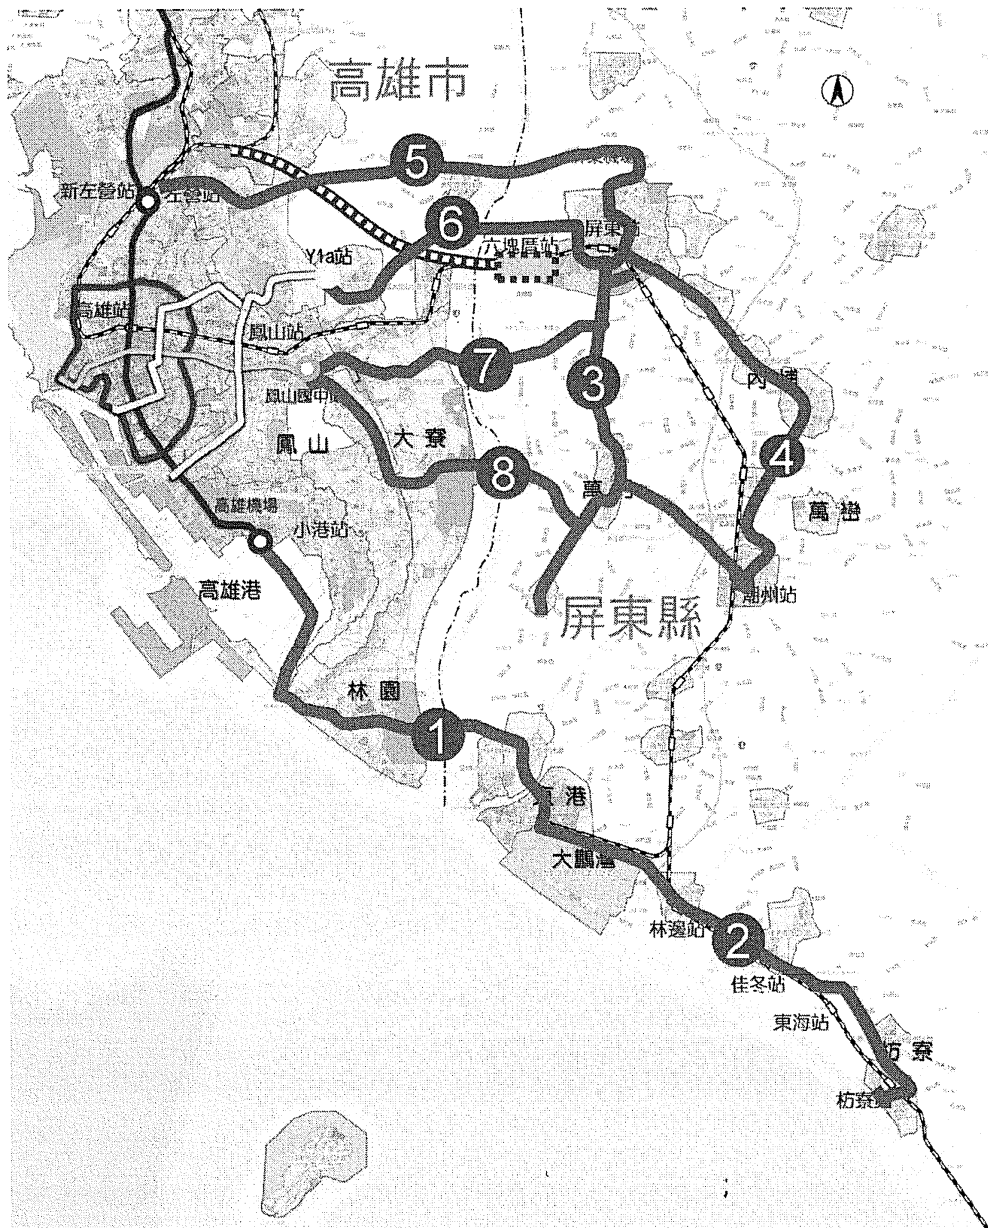 高雄市
5
新左營站
左營站
6
屏東
六塊厝站
Y1a站
高雄站
鳳山站
7
3
內埔
鳳山國中站
鳳山
大寮
8
4
萬巒
高雄機場
小港站
高雄港
潮州站
屏東縣
林園
1
東港
大鵬灣
林邊站
2
佳冬站
東海站
枋寮
枋寮站